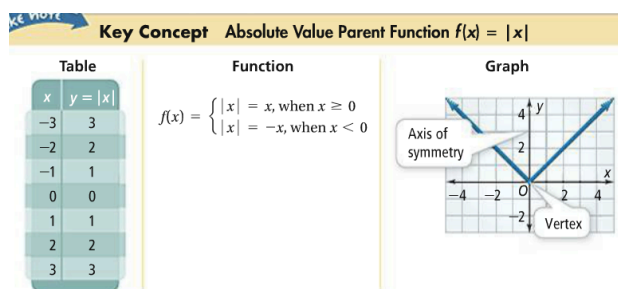 KE NOTE
Key Concept Absolute Value Parent Function f(x) = |x|
Table
x y = |x|
−3 3
−2 2
−1 1
0 0
1 1
2 2
3 3
Function
f(x) = { |x| = x, when x ≥ 0
|x| = −x, when x < 0
Graph
Axis of
symmetry
4 y
2
x
−4 −2 O 2 4
−2
Vertex